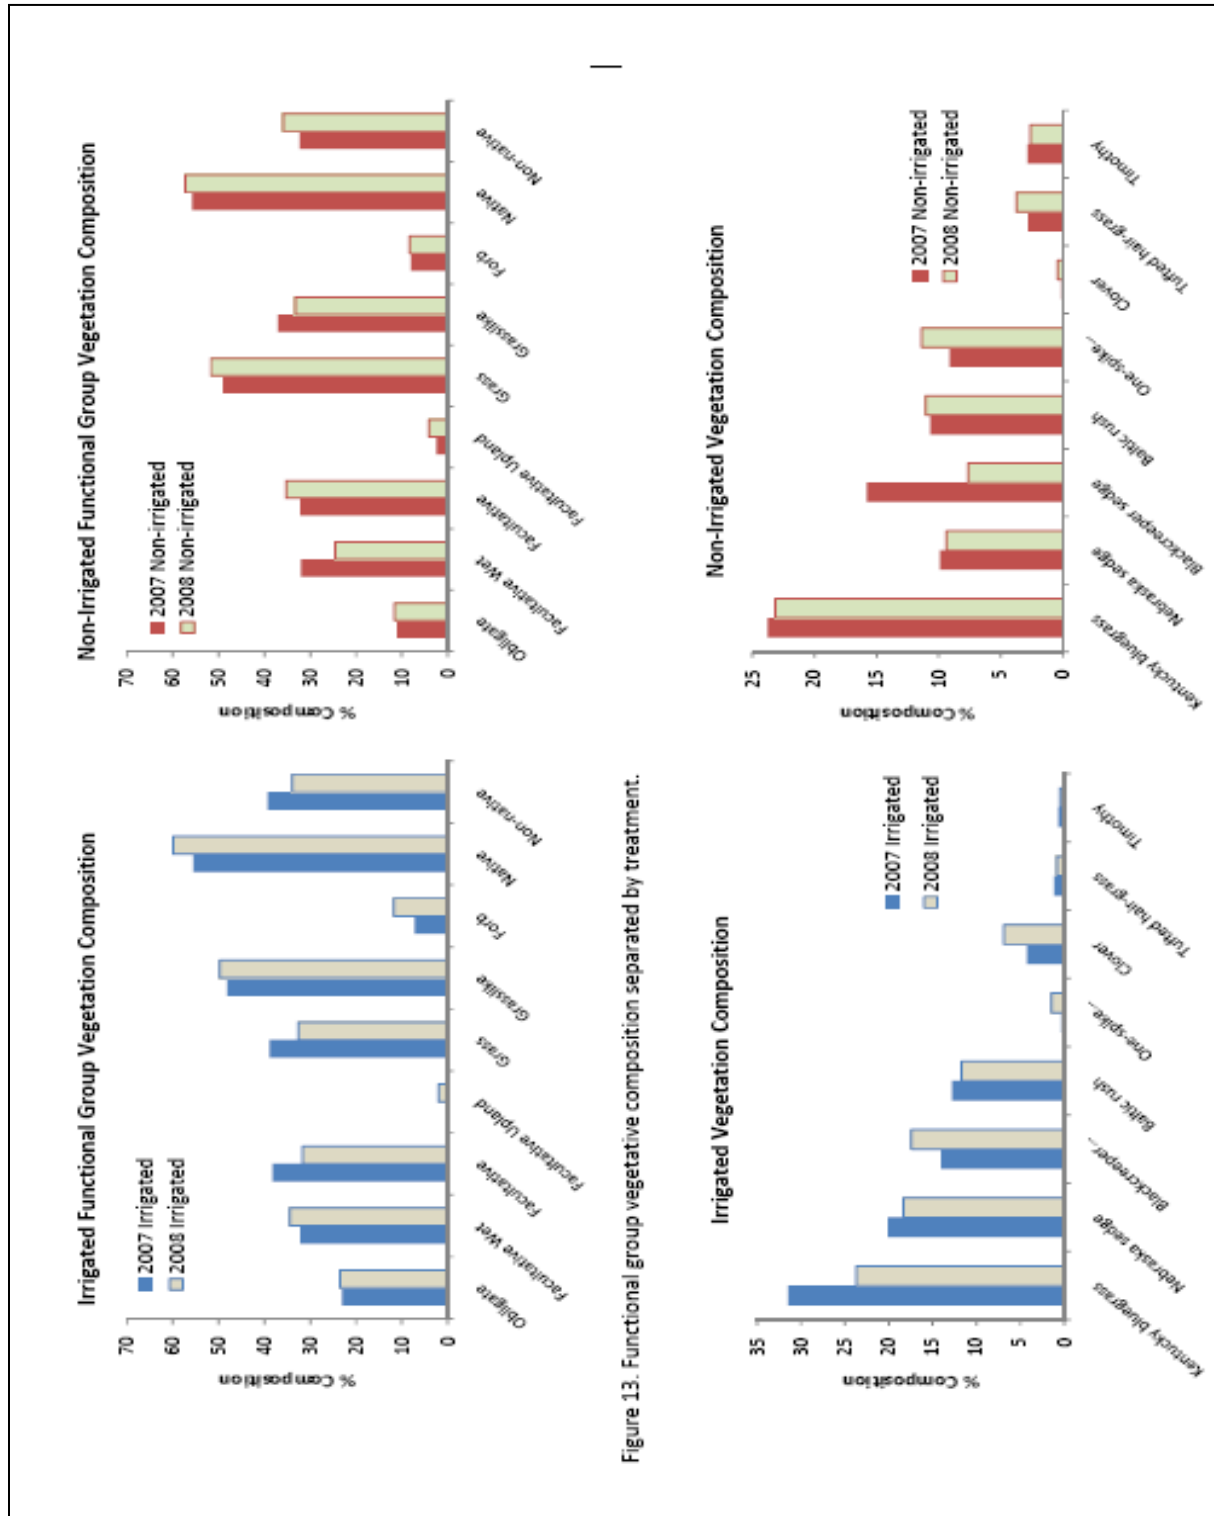 Irrigated Functional Group Vegetation Composition
2007 Irrigated
2008 Irrigated
% Composition
70
60
50
40
30
20
10
0
Obligate
Facultative Wet
Facultative
Facultative Upland
Grass
Grasslike
Forb
Native
Non-native
Non-Irrigated Functional Group Vegetation Composition
2007 Non-irrigated
2008 Non-irrigated
% Composition
70
60
50
40
30
20
10
0
Obligate
Facultative Wet
Facultative
Facultative Upland
Grass
Grasslike
Forb
Native
Non-native
Figure 13. Functional group vegetative composition separated by treatment.
Irrigated Vegetation Composition
2007 Irrigated
2008 Irrigated
% Composition
35
30
25
20
15
10
5
0
Kentucky bluegrass
Nebraska sedge
Blackcreeper...
Baltic rush
One-spike...
Clover
Tufted hair-grass
Timothy
Non-Irrigated Vegetation Composition
2007 Non-irrigated
2008 Non-irrigated
% Composition
25
20
15
10
5
0
Kentucky bluegrass
Nebraska sedge
Blackcreeper sedge
Baltic rush
One-spike...
Clover
Tufted hair-grass
Timothy